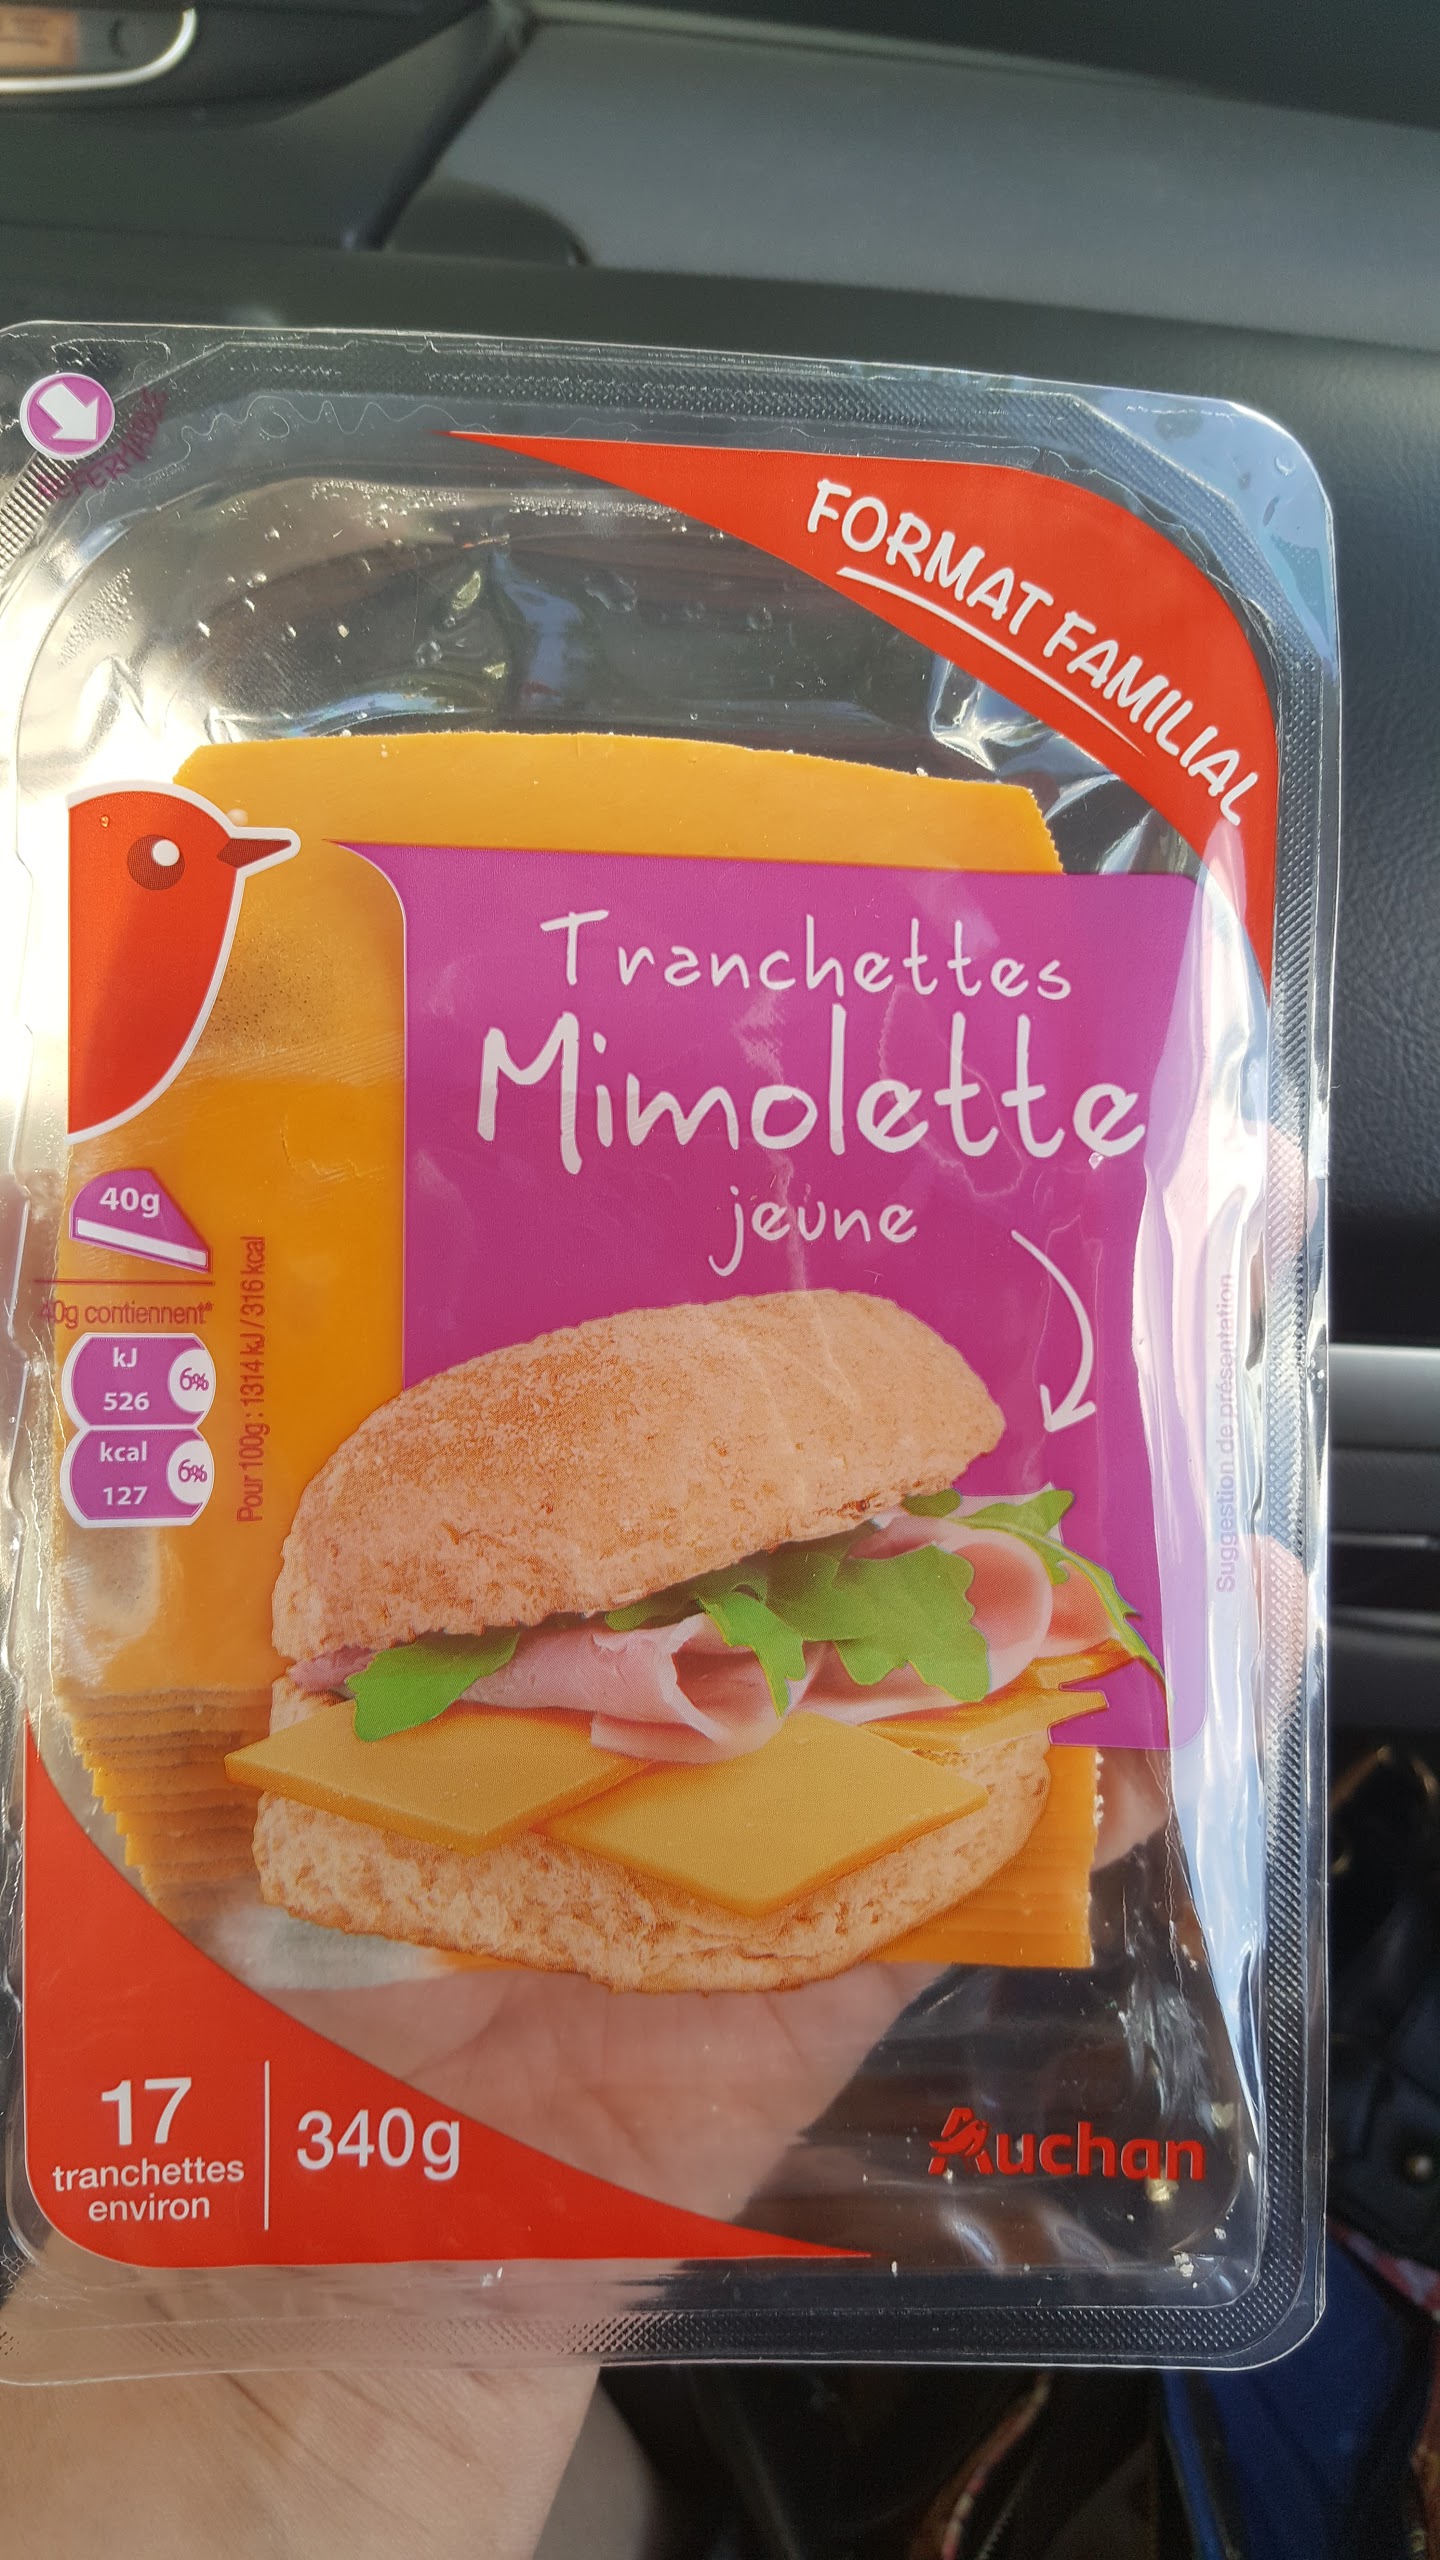 REFERMABLE
FORMAT FAMILIAL
Tranchettes
Mimolette
jeune
40g
40g contiennent*
kJ
526
6%
kcal
127
6%
Pour 100g : 1314 kJ / 316 kcal
Suggestion de présentation
17
tranchettes
environ
340g
Auchan